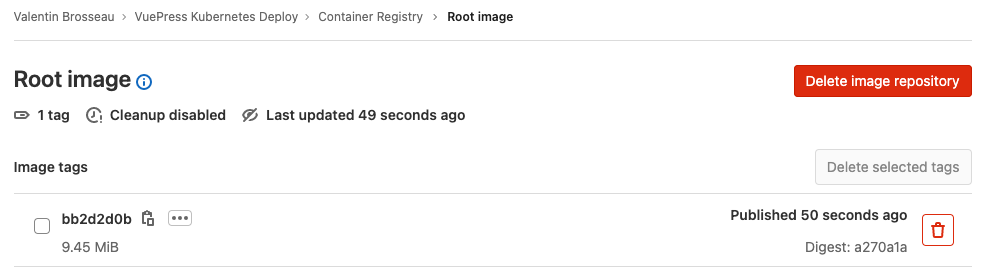 Valentin Brosseau › VuePress Kubernetes Deploy › Container Registry › Root image
Root image
Delete image repository
1 tag Cleanup disabled Last updated 49 seconds ago
Image tags
Delete selected tags
bb2d2d0b
Published 50 seconds ago
9.45 MiB
Digest: a270a1a